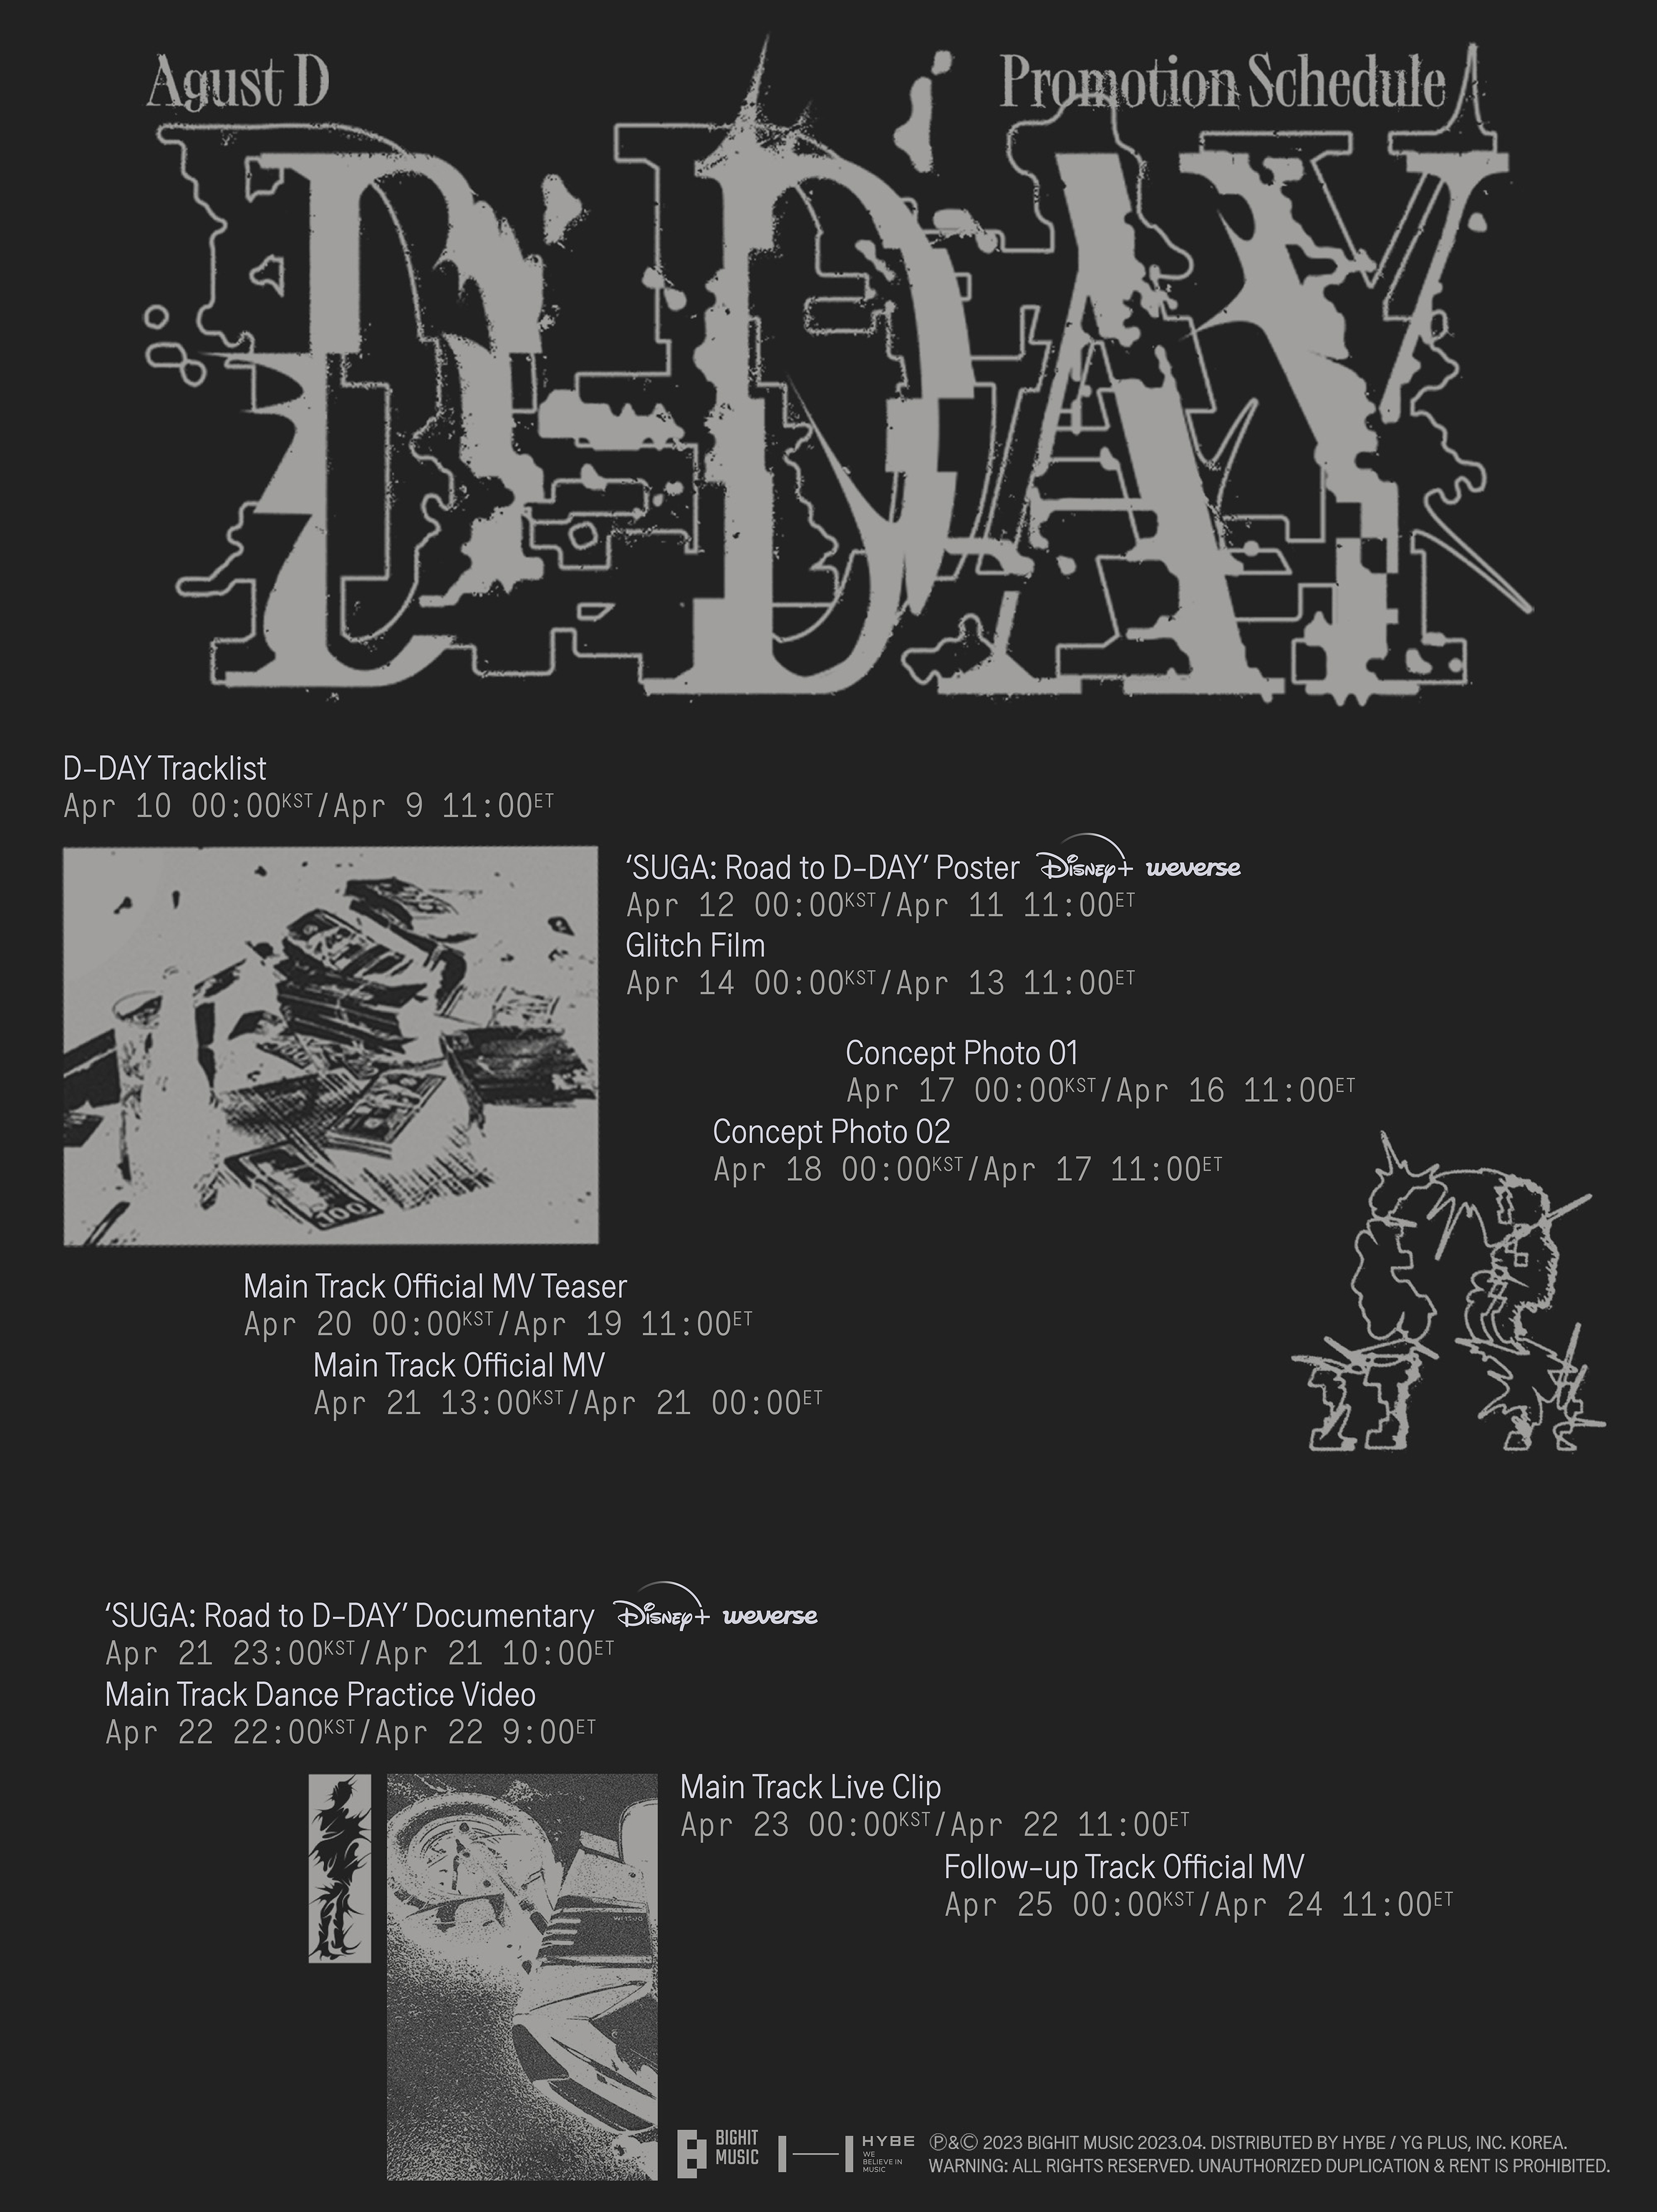 Agust D
Promotion Schedule
D-DAY
D-DAY Tracklist
Apr 10 00:00KST/Apr 9 11:00ET
‘SUGA: Road to D-DAY’ Poster Disney+ weverse
Apr 12 00:00KST/Apr 11 11:00ET
Glitch Film
Apr 14 00:00KST/Apr 13 11:00ET
Concept Photo 01
Apr 17 00:00KST/Apr 16 11:00ET
Concept Photo 02
Apr 18 00:00KST/Apr 17 11:00ET
100
Main Track Official MV Teaser
Apr 20 00:00KST/Apr 19 11:00ET
Main Track Official MV
Apr 21 13:00KST/Apr 21 00:00ET
‘SUGA: Road to D-DAY’ Documentary Disney+ weverse
Apr 21 23:00KST/Apr 21 10:00ET
Main Track Dance Practice Video
Apr 22 22:00KST/Apr 22 9:00ET
Main Track Live Clip
Apr 23 00:00KST/Apr 22 11:00ET
Follow-up Track Official MV
Apr 25 00:00KST/Apr 24 11:00ET
BIGHIT MUSIC
HYBE
WE BELIEVE IN MUSIC
Ⓟ&© 2023 BIGHIT MUSIC 2023.04. DISTRIBUTED BY HYBE / YG PLUS, INC. KOREA.
WARNING: ALL RIGHTS RESERVED. UNAUTHORIZED DUPLICATION & RENT IS PROHIBITED.